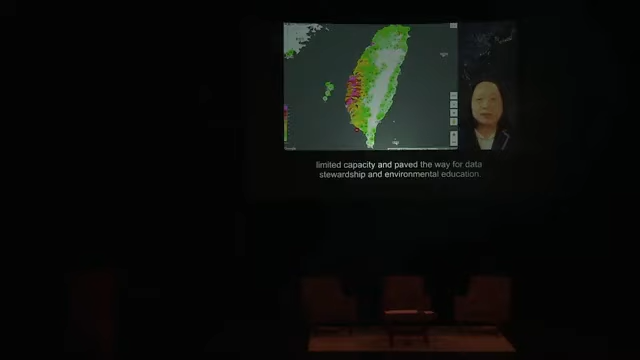 limited capacity and paved the way for data
stewardship and environmental education.